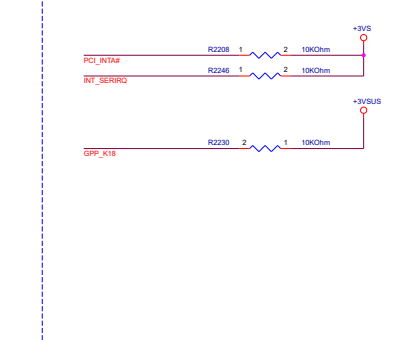 +3VS
R2208 1 2 10KOhm
PCI_INTA#
R2246 1 2 10KOhm
INT_SERIRQ
+3VSUS
R2230 2 1 10KOhm
GPP_K18